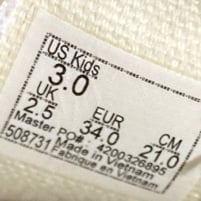 US Kids
3.0
UK EUR CM
2.5 34.0 21.0
Master PO# 4200326895
508731 Made in Vietnam
Fabrique en Vietnam